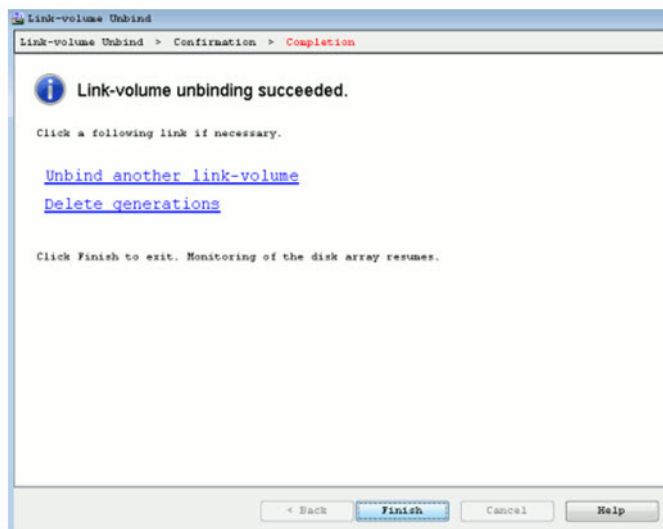 Link-volume Unbind
Link-volume Unbind > Confirmation > Completion
Link-volume unbinding succeeded.
Click a following link if necessary.
Unbind another link-volume
Delete generations
Click Finish to exit. Monitoring of the disk array resumes.
< Back Finish Cancel Help